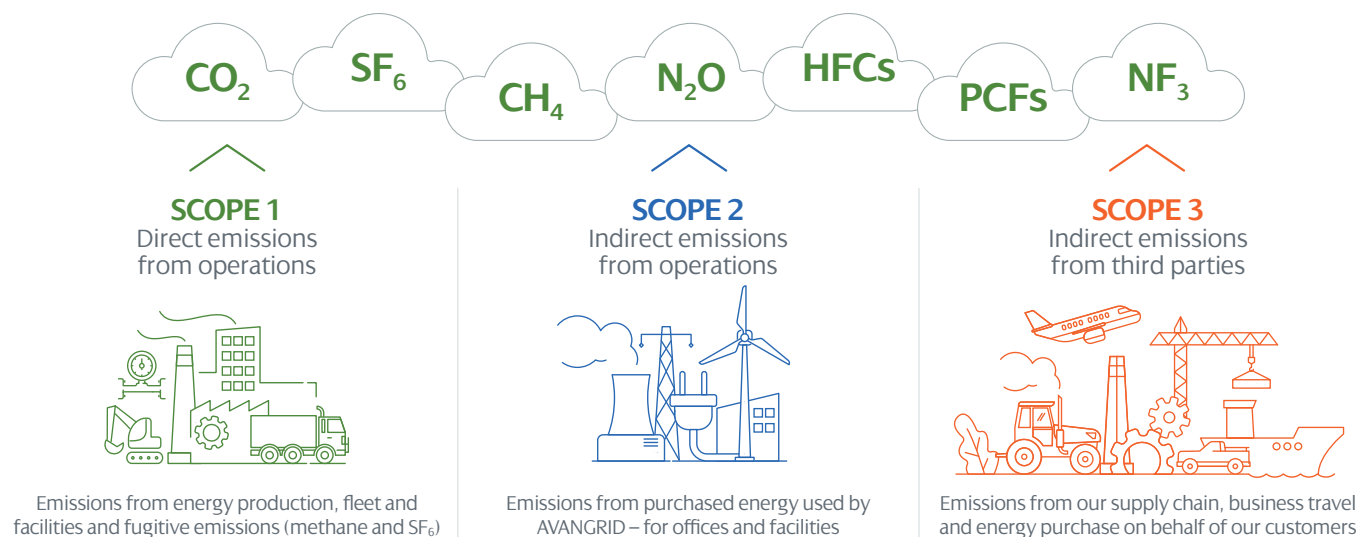 CO₂
SF₆
CH₄
N₂O
HFCs
PCFs
NF₃
SCOPE 1
Direct emissions
from operations
Emissions from energy production, fleet and
facilities and fugitive emissions (methane and SF₆)
SCOPE 2
Indirect emissions
from operations
Emissions from purchased energy used by
AVANGRID – for offices and facilities
SCOPE 3
Indirect emissions
from third parties
Emissions from our supply chain, business travel
and energy purchase on behalf of our customers